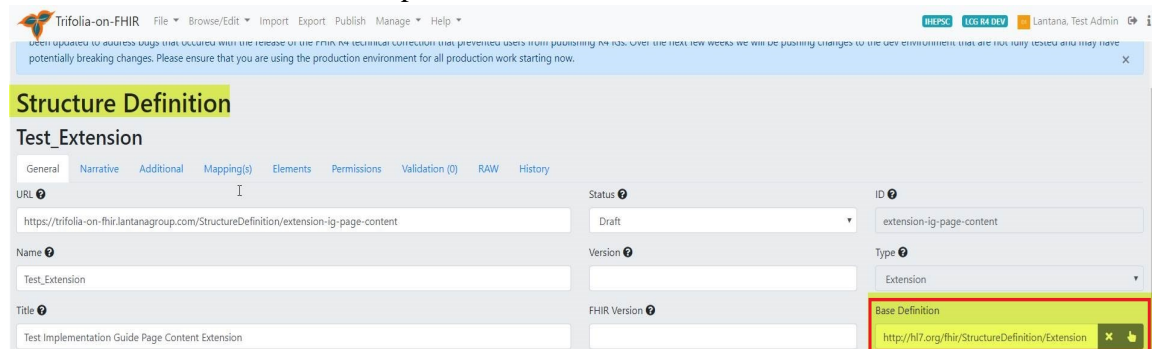 Trifolia-on-FHIR File Browse/Edit Import Export Publish Manage Help IHEPSC LCG R4 DEV Lantana, Test Admin
been updated to address bugs that occured with the release of the FHIR R4 technical correction that prevented users from publishing R4 IGs. Over the next few weeks we will be pushing changes to the dev environment that are not fully tested and may have
potentially breaking changes. Please ensure that you are using the production environment for all production work starting now.
Structure Definition
Test_Extension
General Narrative Additional Mapping(s) Elements Permissions Validation (0) RAW History
URL Status ID
https://trifolia-on-fhir.lantanagroup.com/StructureDefinition/extension-ig-page-content Draft extension-ig-page-content
Name Version Type
Test_Extension Extension
Title FHIR Version Base Definition
Test Implementation Guide Page Content Extension http://hl7.org/fhir/StructureDefinition/Extension